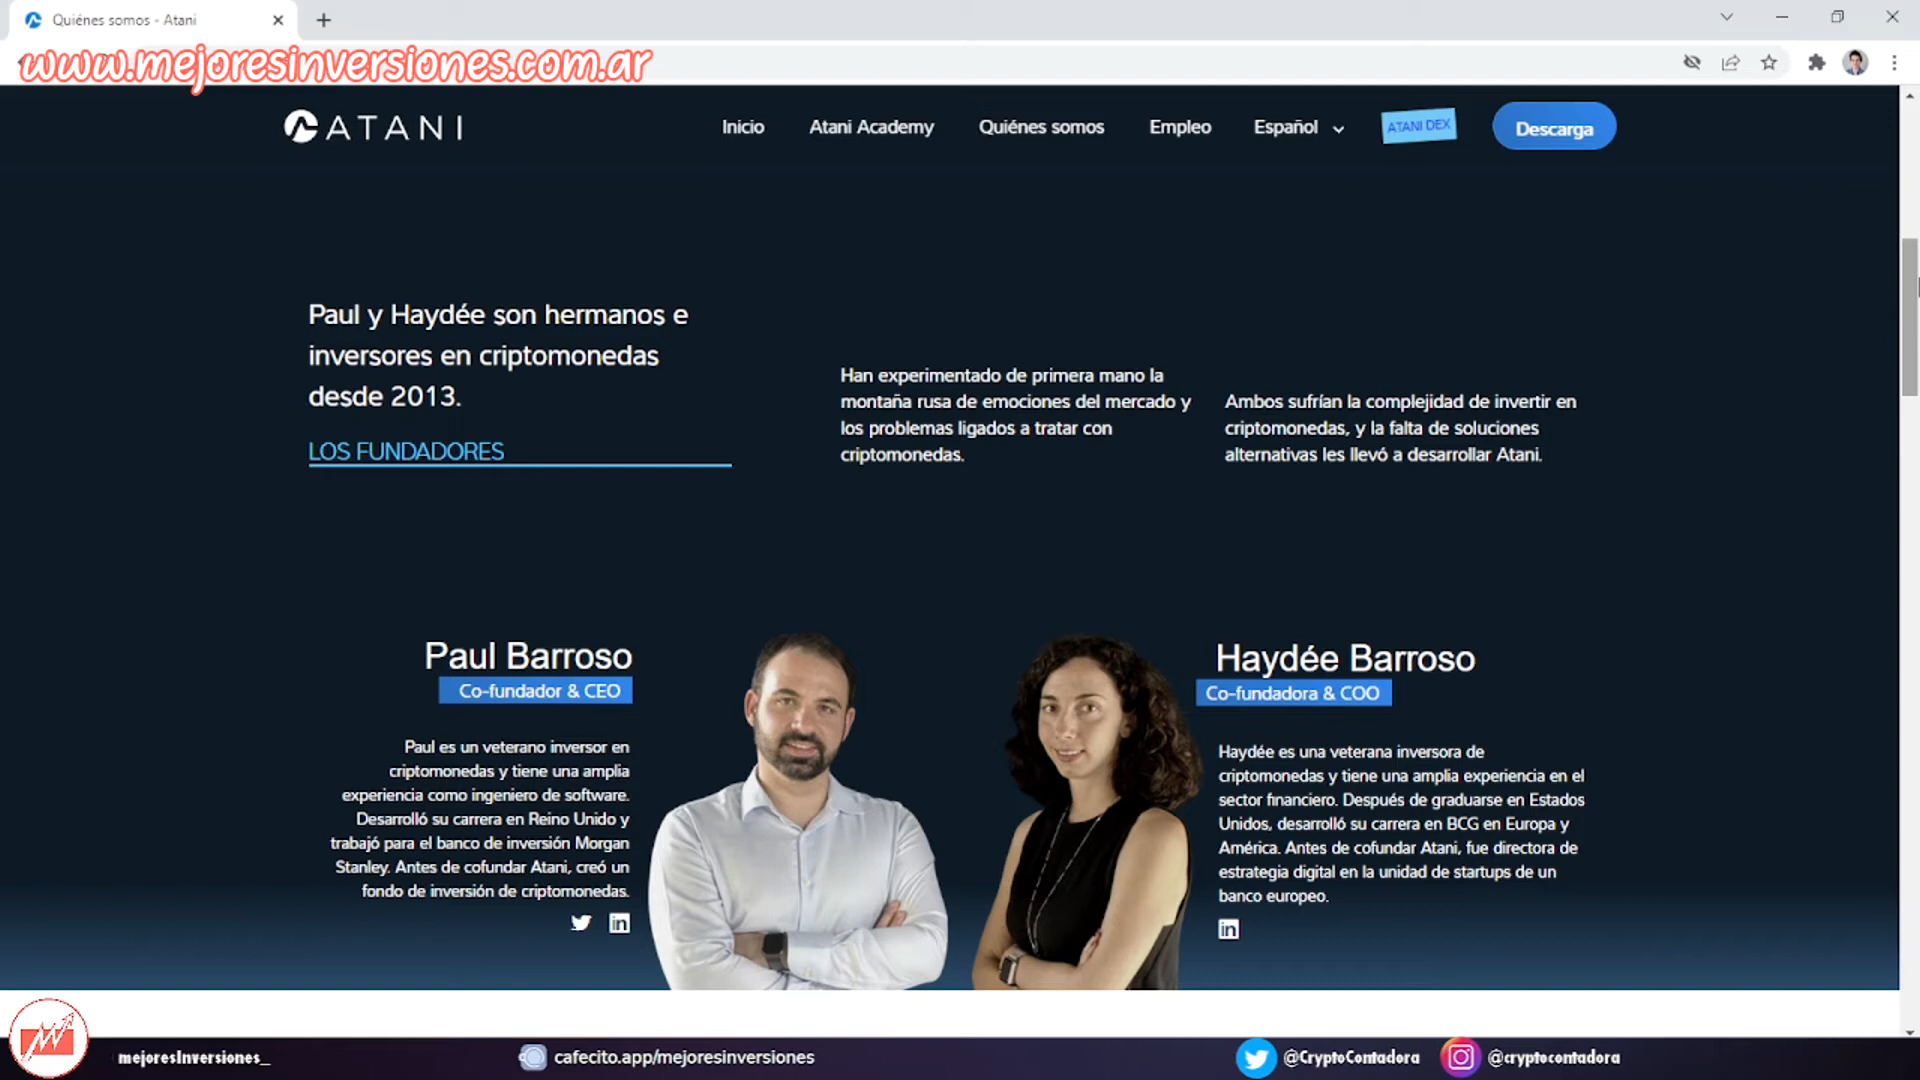 Quiénes somos - Atani
www.mejoresinversiones.com.ar
ATANI
Inicio
Atani Academy
Quiénes somos
Empleo
Español
ATANI DEX
Descarga
Paul y Haydée son hermanos e
inversores en criptomonedas
desde 2013.
LOS FUNDADORES
Han experimentado de primera mano la
montaña rusa de emociones del mercado y
los problemas ligados a tratar con
criptomonedas.
Ambos sufrían la complejidad de invertir en
criptomonedas, y la falta de soluciones
alternativas les llevó a desarrollar Atani.
Paul Barroso
Co-fundador & CEO
Paul es un veterano inversor en
criptomonedas y tiene una amplia
experiencia como ingeniero de software.
Desarrolló su carrera en Reino Unido y
trabajó para el banco de inversión Morgan
Stanley. Antes de cofundar Atani, creó un
fondo de inversión de criptomonedas.
in
Haydée Barroso
Co-fundadora & COO
Haydée es una veterana inversora de
criptomonedas y tiene una amplia experiencia en el
sector financiero. Después de graduarse en Estados
Unidos, desarrolló su carrera en BCG en Europa y
América. Antes de cofundar Atani, fue directora de
estrategia digital en la unidad de startups de un
banco europeo.
in
mejoresInversiones_
cafecito.app/mejoresinversiones
@CryptoContadora
@cryptocontadora